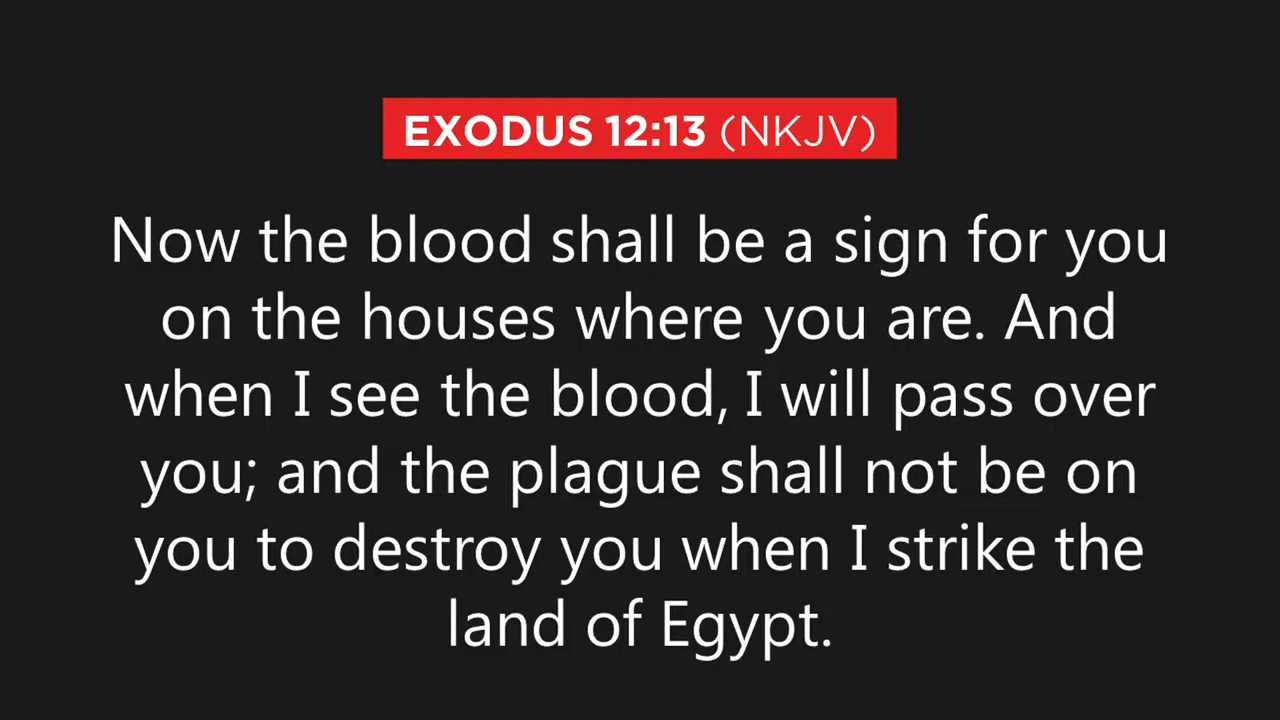 EXODUS 12:13 (NKJV)
Now the blood shall be a sign for you
on the houses where you are. And
when I see the blood, I will pass over
you; and the plague shall not be on
you to destroy you when I strike the
land of Egypt.